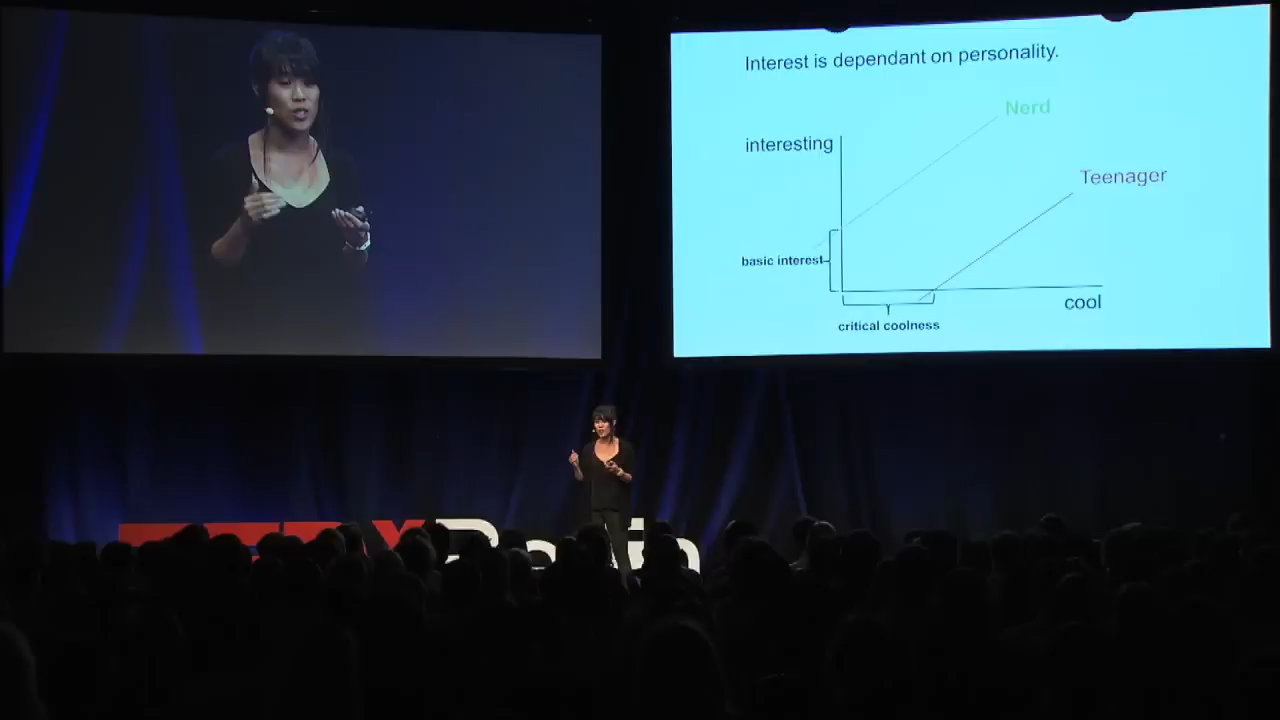 Interest is dependant on personality.
Nerd
interesting
Teenager
basic interest
cool
critical coolness